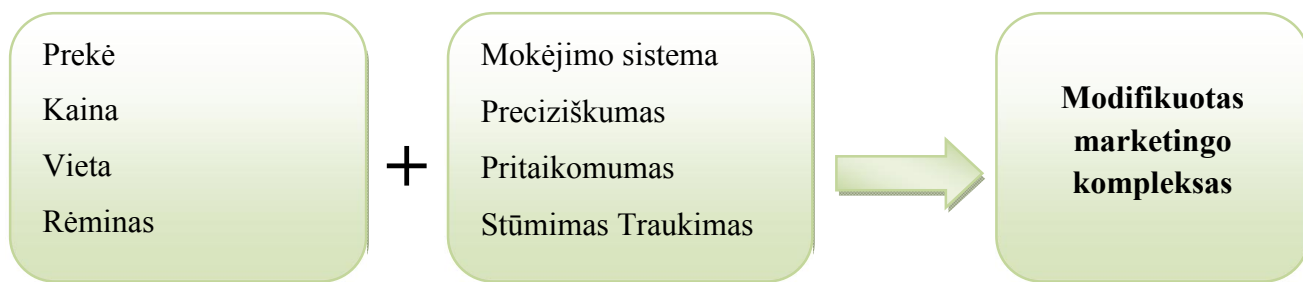 Prekė
Kaina
Vieta
Rėminas
+
Mokėjimo sistema
Preciziškumas
Pritaikomumas
Stūmimas Traukimas
Modifikuotas
marketingo
kompleksas